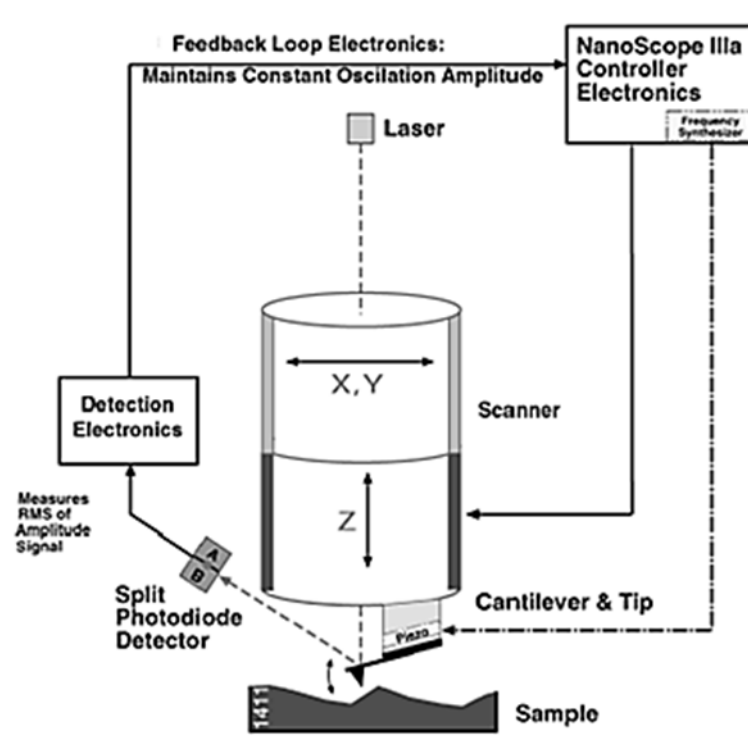 Feedback Loop Electronics:
Maintains Constant Oscilation Amplitude
NanoScope IIIa
Controller
Electronics
Frequency
Synthesizer
Laser
X,Y
Scanner
Detection
Electronics
Z
Measures
RMS of
Amplitude
Signal
A
B
Split
Photodiode
Detector
Cantilever & Tip
Piezo
1411
Sample